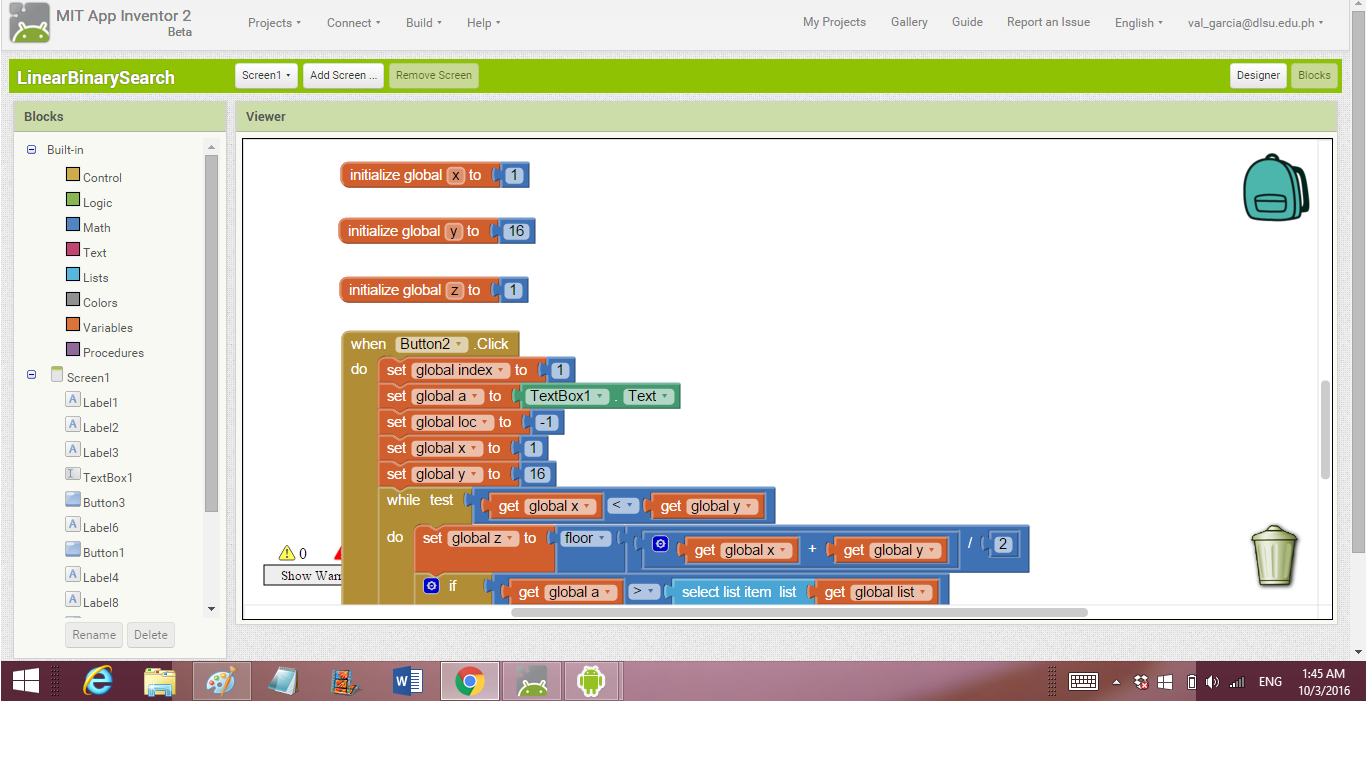 MIT App Inventor 2
Beta
Projects Connect Build Help
My Projects Gallery Guide Report an Issue English val_garcia@dlsu.edu.ph
LinearBinarySearch
Screen1 Add Screen ... Remove Screen
Designer Blocks
Blocks
Built-in
Control
Logic
Math
Text
Lists
Colors
Variables
Procedures
Screen1
Label1
Label2
Label3
TextBox1
Button3
Label6
Button1
Label4
Label8
Rename Delete
Viewer
initialize global x to 1
initialize global y to 16
initialize global z to 1
when Button2 .Click
do set global index to 1
set global a to TextBox1 . Text
set global loc to -1
set global x to 1
set global y to 16
while test get global x < get global y
do set global z to floor get global x + get global y / 2
if get global a > select list item list get global list
0
Show
ENG
1:45 AM
10/3/2016